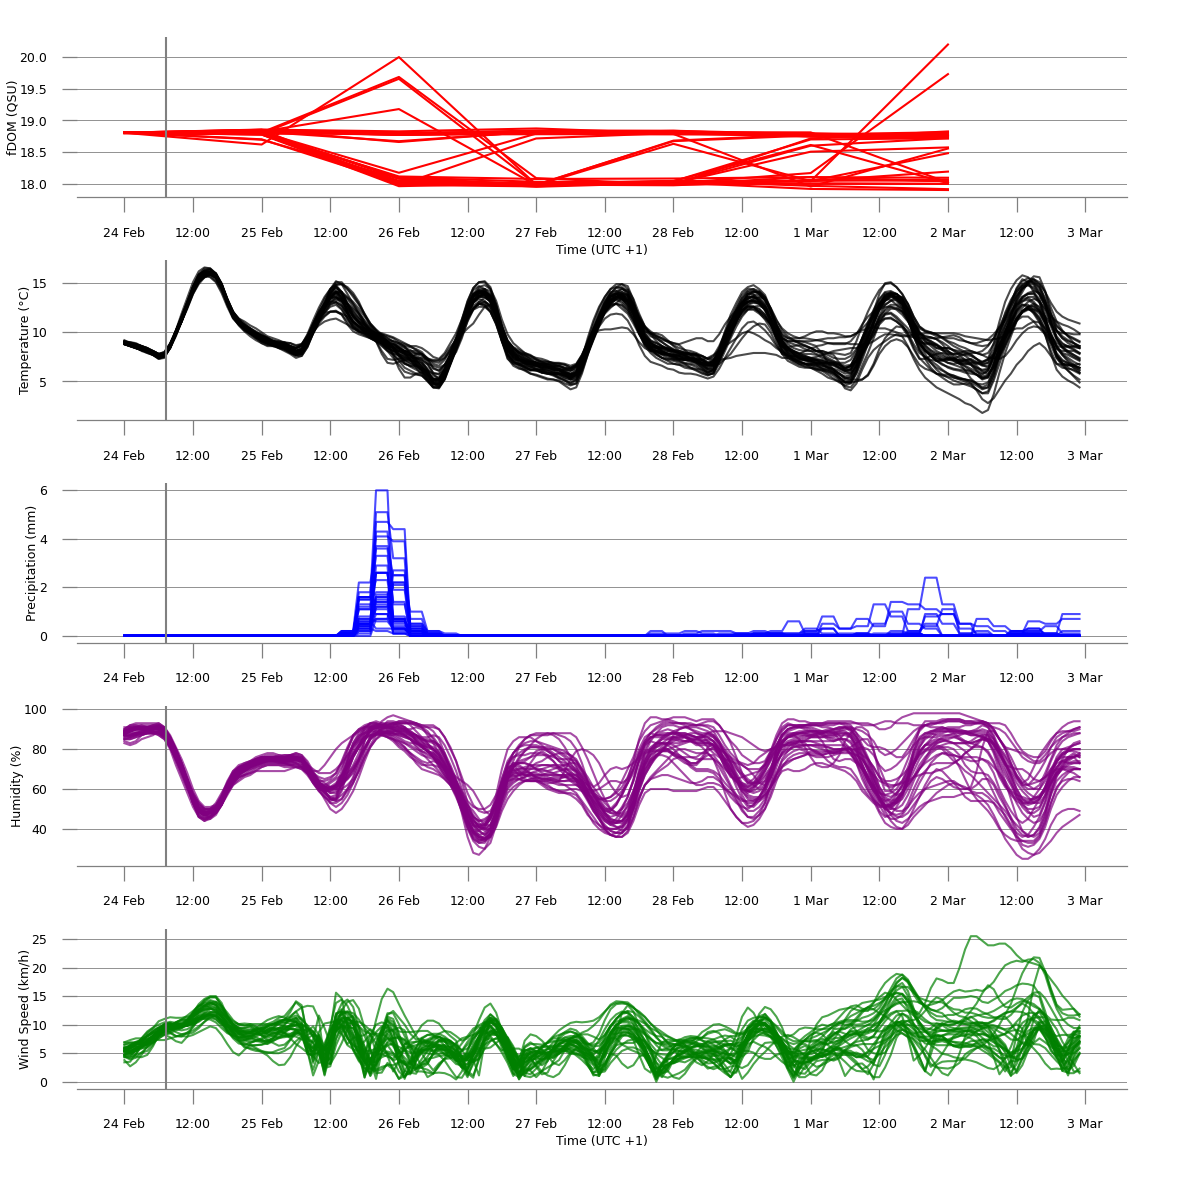 fDOM (QSU)
20.0
19.5
19.0
18.5
18.0
24 Feb 12:00 25 Feb 12:00 26 Feb 12:00 27 Feb 12:00 28 Feb 12:00 1 Mar 12:00 2 Mar 12:00 3 Mar
Time (UTC +1)
Temperature (°C)
15
10
5
24 Feb 12:00 25 Feb 12:00 26 Feb 12:00 27 Feb 12:00 28 Feb 12:00 1 Mar 12:00 2 Mar 12:00 3 Mar
Precipitation (mm)
6
4
2
0
24 Feb 12:00 25 Feb 12:00 26 Feb 12:00 27 Feb 12:00 28 Feb 12:00 1 Mar 12:00 2 Mar 12:00 3 Mar
Humidity (%)
100
80
60
40
24 Feb 12:00 25 Feb 12:00 26 Feb 12:00 27 Feb 12:00 28 Feb 12:00 1 Mar 12:00 2 Mar 12:00 3 Mar
Wind Speed (km/h)
25
20
15
10
5
0
24 Feb 12:00 25 Feb 12:00 26 Feb 12:00 27 Feb 12:00 28 Feb 12:00 1 Mar 12:00 2 Mar 12:00 3 Mar
Time (UTC +1)